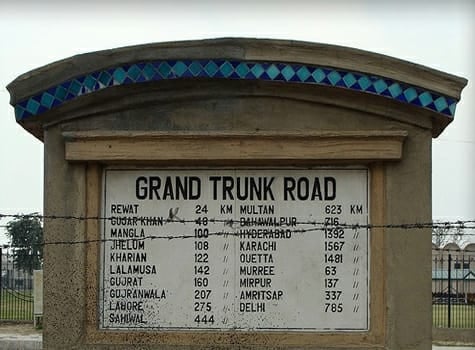 GRAND TRUNK ROAD
REWAT 24 KM
GUJAR KHAN 48 "
MANGLA 100 "
JHELUM 108 "
KHARIAN 122 "
LALAMUSA 142 "
GUJRAT 160 "
GUJRANWALA 207 "
LAHORE 275 "
SAHIWAL 444 "
MULTAN 623 KM
BAHAWALPUR 716 "
HYDERABAD 1392 "
KARACHI 1567 "
QUETTA 1481 "
MURREE 63 "
MIRPUR 137 "
AMRITSAR 337 "
DELHI 785 "